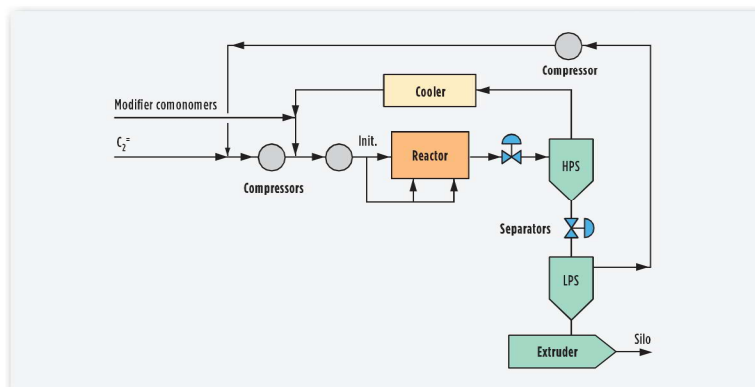 Compressor
Cooler
Modifier comonomers
C₂⁼
Init.
Reactor
HPS
Compressors
Separators
LPS
Silo
Extruder